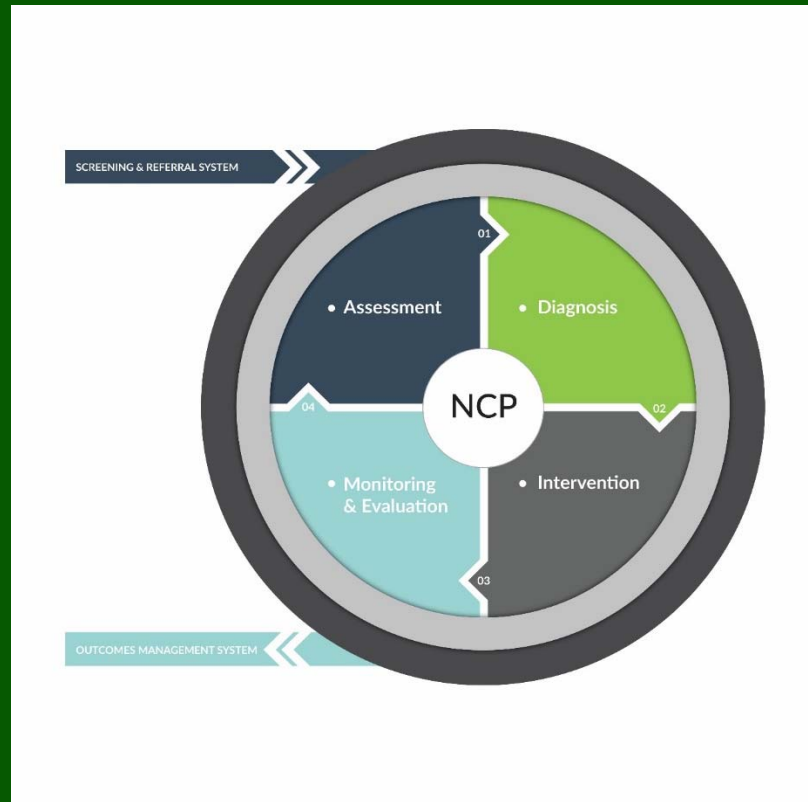 SCREENING & REFERRAL SYSTEM
01
• Assessment
• Diagnosis
NCP
04
02
• Monitoring
& Evaluation
• Intervention
03
OUTCOMES MANAGEMENT SYSTEM